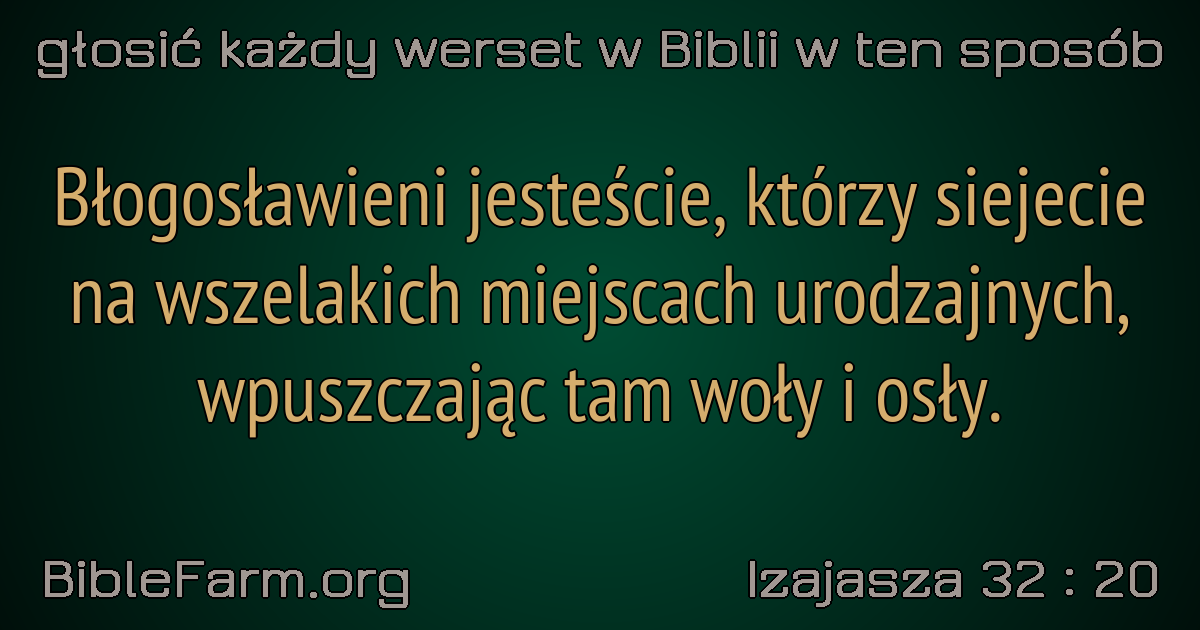 głosić każdy werset w Biblii w ten sposób
Błogosławieni jesteście, którzy siejecie
na wszelakich miejscach urodzajnych,
wpuszczając tam woły i osły.
BibleFarm.org
Izajasza 32 : 20